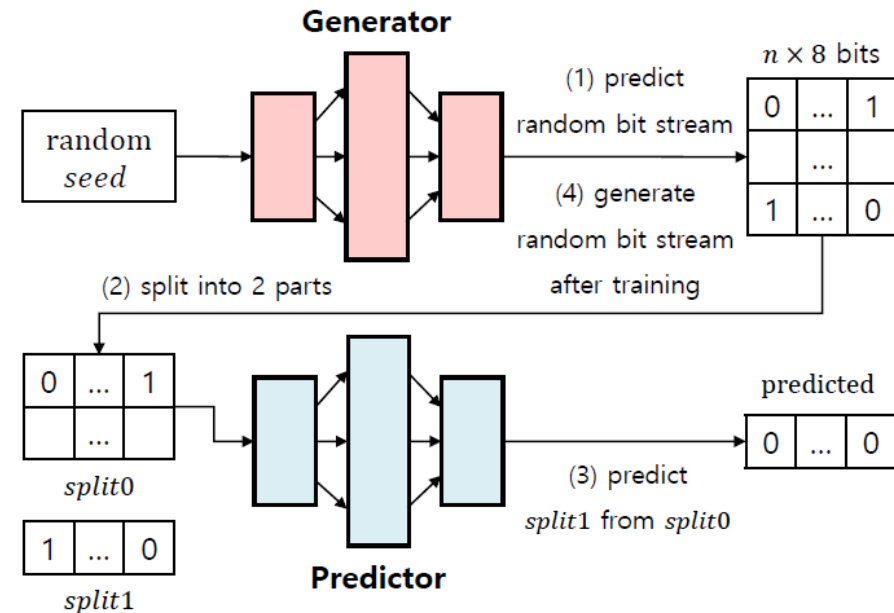 Generator
n × 8 bits
random
seed
(1) predict
random bit stream
(4) generate
random bit stream
after training
0 ... 1
...
1 ... 0
(2) split into 2 parts
0 ... 1
...
split0
1 ... 0
split1
Predictor
(3) predict
split1 from split0
predicted
0 ... 0